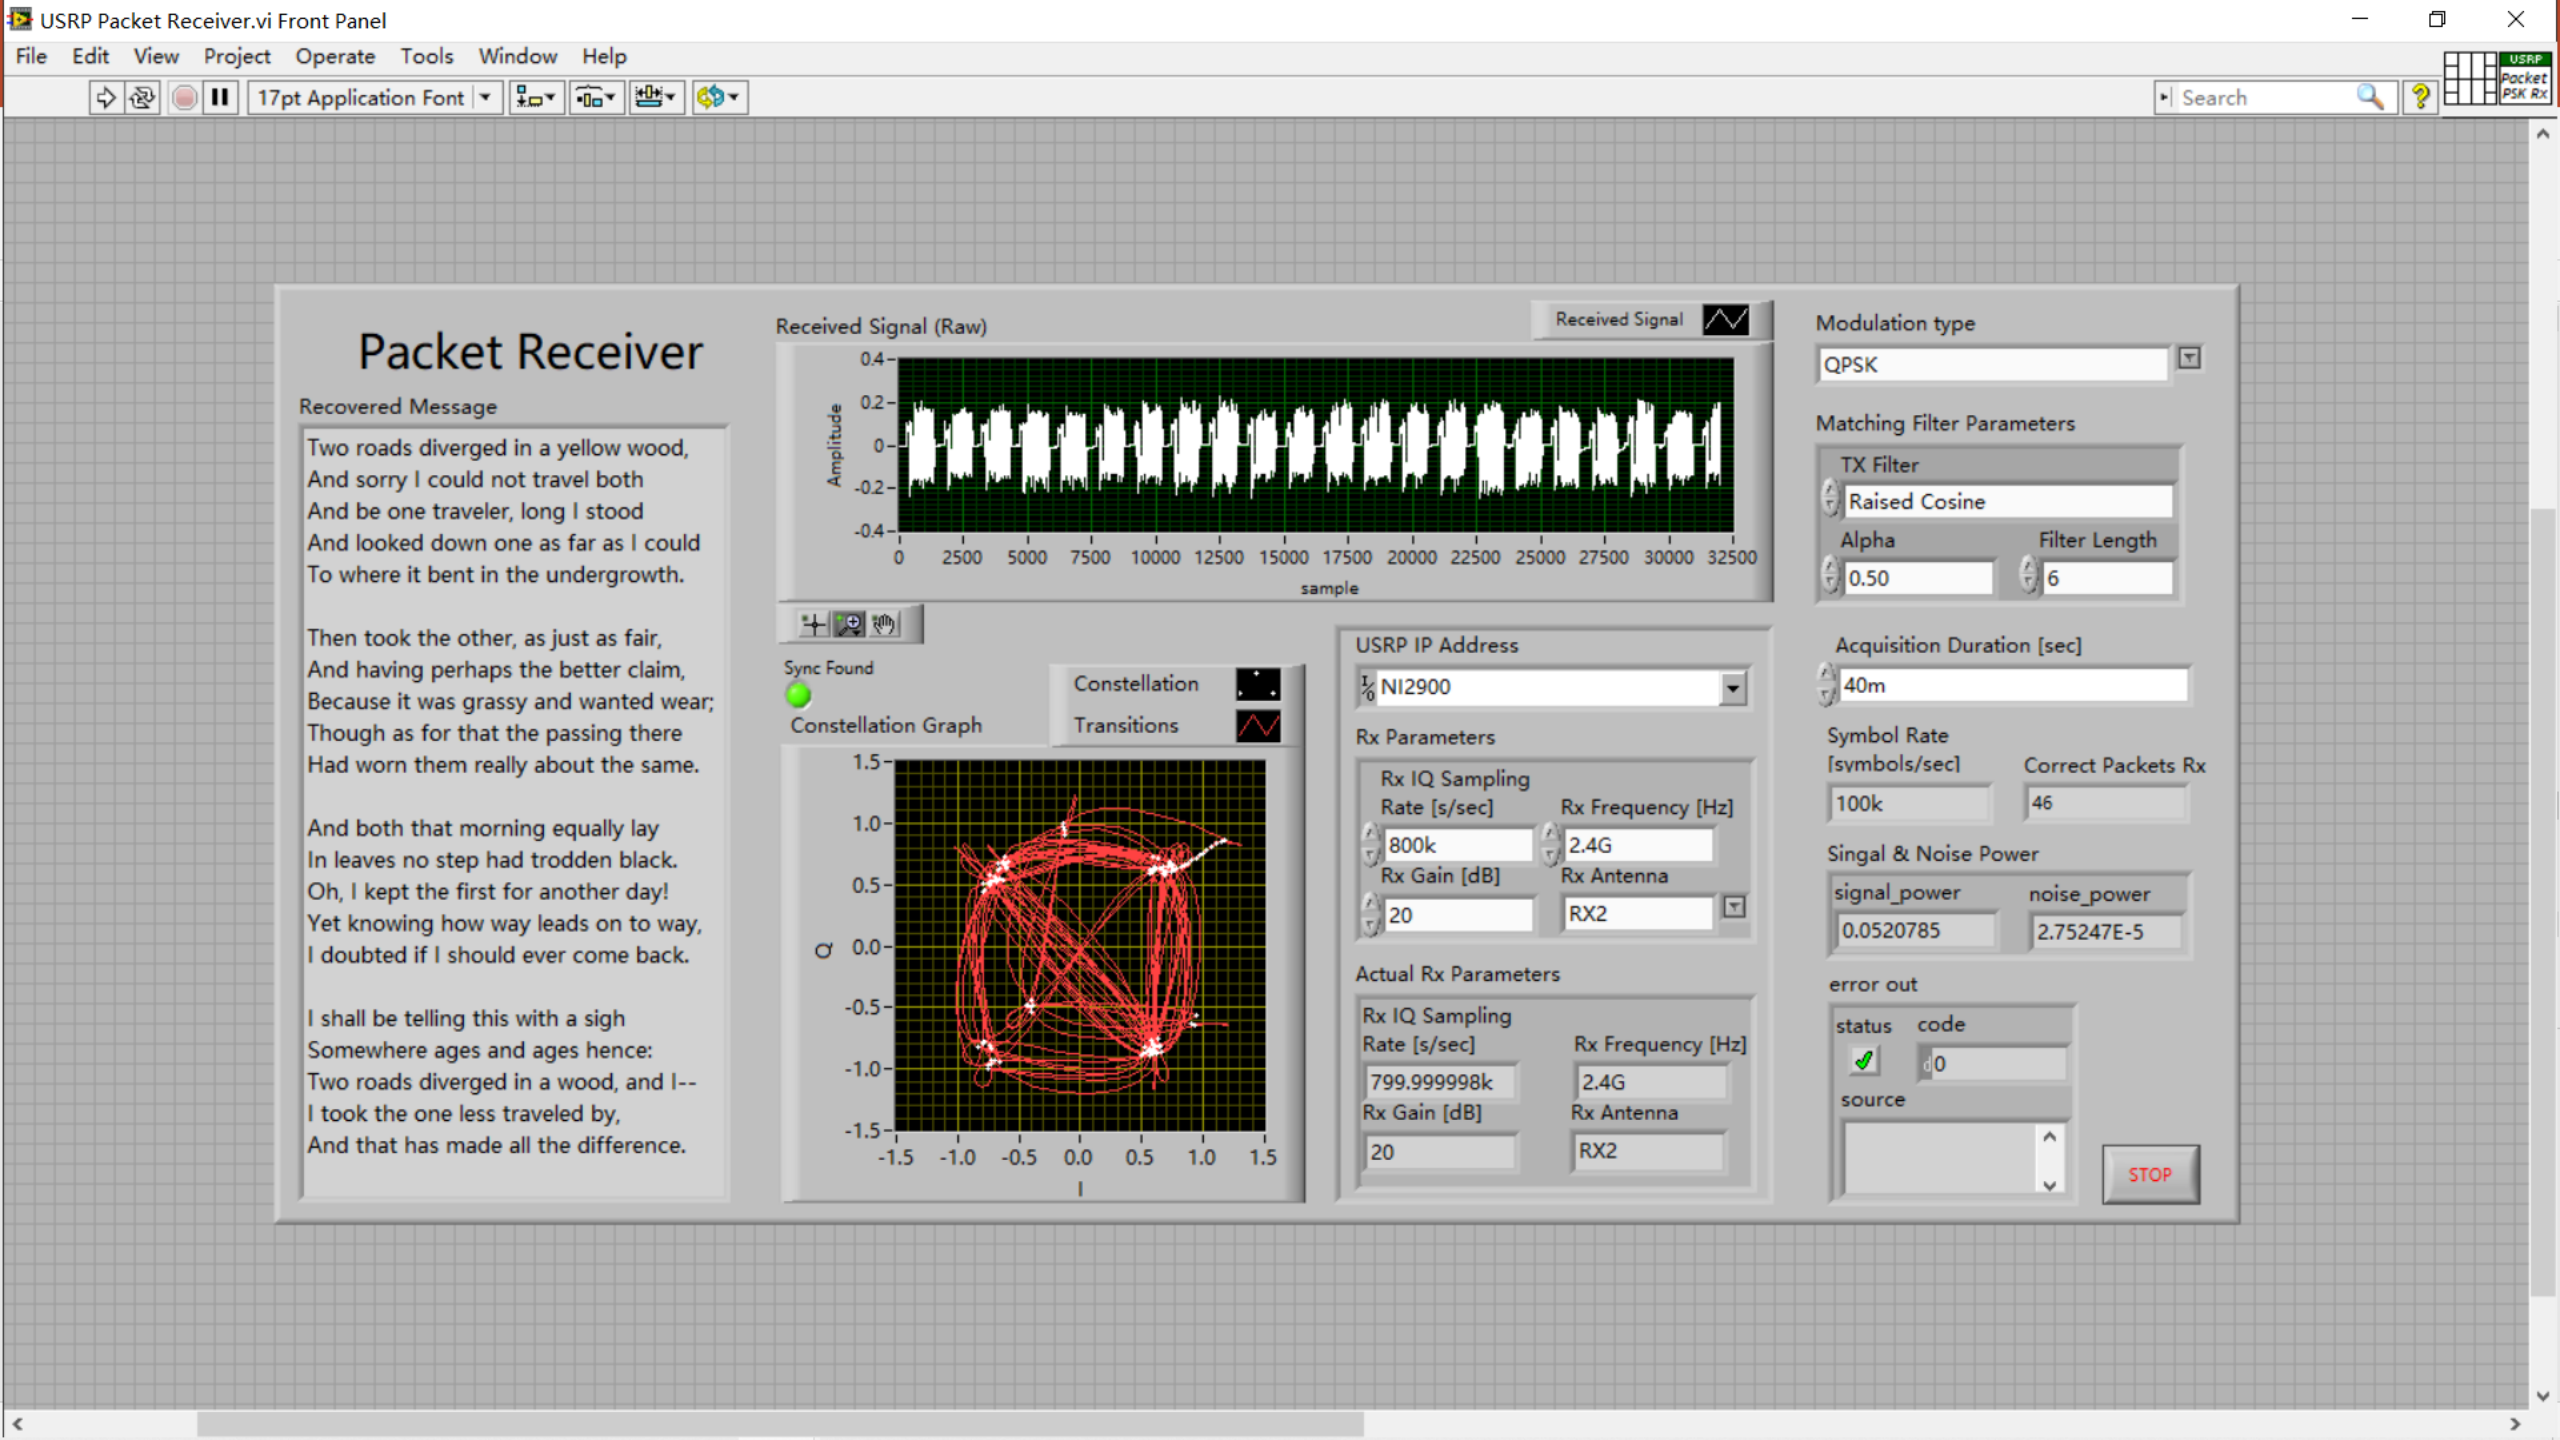 USRP Packet Receiver.vi Front Panel
File Edit View Project Operate Tools Window Help
17pt Application Font
Search
USRP
Packet
PSK Rx
Packet Receiver
Recovered Message
Two roads diverged in a yellow wood,
And sorry I could not travel both
And be one traveler, long I stood
And looked down one as far as I could
To where it bent in the undergrowth.
Then took the other, as just as fair,
And having perhaps the better claim,
Because it was grassy and wanted wear;
Though as for that the passing there
Had worn them really about the same.
And both that morning equally lay
In leaves no step had trodden black.
Oh, I kept the first for another day!
Yet knowing how way leads on to way,
I doubted if I should ever come back.
I shall be telling this with a sigh
Somewhere ages and ages hence:
Two roads diverged in a wood, and I--
I took the one less traveled by,
And that has made all the difference.
Received Signal (Raw)
Received Signal
Amplitude
0.4
0.2
0
-0.2
-0.4
0 2500 5000 7500 10000 12500 15000 17500 20000 22500 25000 27500 30000 32500
sample
Sync Found
Constellation Graph
Constellation
Transitions
Q
1.5
1.0
0.5
0.0
-0.5
-1.0
-1.5
-1.5 -1.0 -0.5 0.0 0.5 1.0 1.5
I
USRP IP Address
I/O NI2900
Rx Parameters
Rx IQ Sampling
Rate [s/sec] Rx Frequency [Hz]
800k 2.4G
Rx Gain [dB] Rx Antenna
20 RX2
Actual Rx Parameters
Rx IQ Sampling
Rate [s/sec] Rx Frequency [Hz]
799.999998k 2.4G
Rx Gain [dB] Rx Antenna
20 RX2
Modulation type
QPSK
Matching Filter Parameters
TX Filter
Raised Cosine
Alpha Filter Length
0.50 6
Acquisition Duration [sec]
40m
Symbol Rate
[symbols/sec] Correct Packets Rx
100k 46
Singal & Noise Power
signal_power noise_power
0.0520785 2.75247E-5
error out
status code
d0
source
STOP